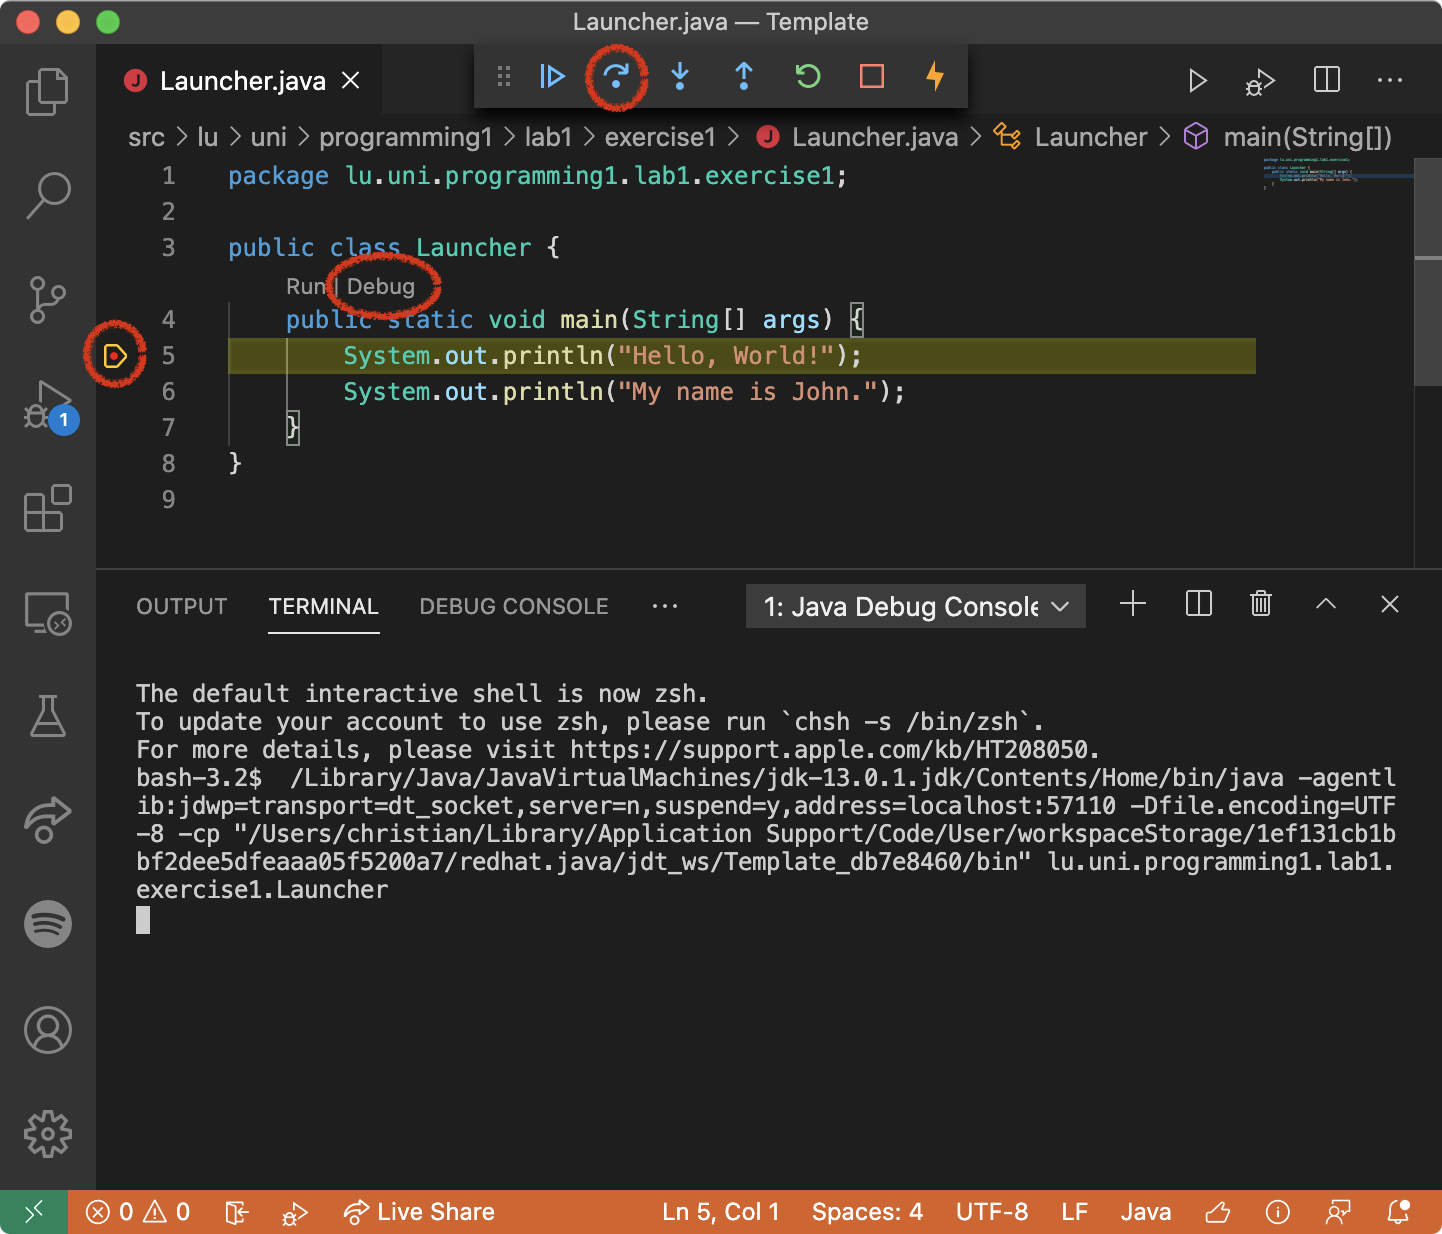 Launcher.java — Template
Launcher.java
src > lu > uni > programming1 > lab1 > exercise1 > Launcher.java > Launcher > main(String[])
1 package lu.uni.programming1.lab1.exercise1;
2
3 public class Launcher {
Run | Debug
4 public static void main(String[] args) {
5 System.out.println("Hello, World!");
6 System.out.println("My name is John.");
7 }
8 }
9
1
OUTPUT TERMINAL DEBUG CONSOLE ··· 1: Java Debug Console
The default interactive shell is now zsh.
To update your account to use zsh, please run `chsh -s /bin/zsh`.
For more details, please visit https://support.apple.com/kb/HT208050.
bash-3.2$  /Library/Java/JavaVirtualMachines/jdk-13.0.1.jdk/Contents/Home/bin/java -agentl
ib:jdwp=transport=dt_socket,server=n,suspend=y,address=localhost:57110 -Dfile.encoding=UTF
-8 -cp "/Users/christian/Library/Application Support/Code/User/workspaceStorage/1ef131cb1b
bf2dee5dfeaaa05f5200a7/redhat.java/jdt_ws/Template_db7e8460/bin" lu.uni.programming1.lab1.
exercise1.Launcher
0 0 Live Share Ln 5, Col 1 Spaces: 4 UTF-8 LF Java